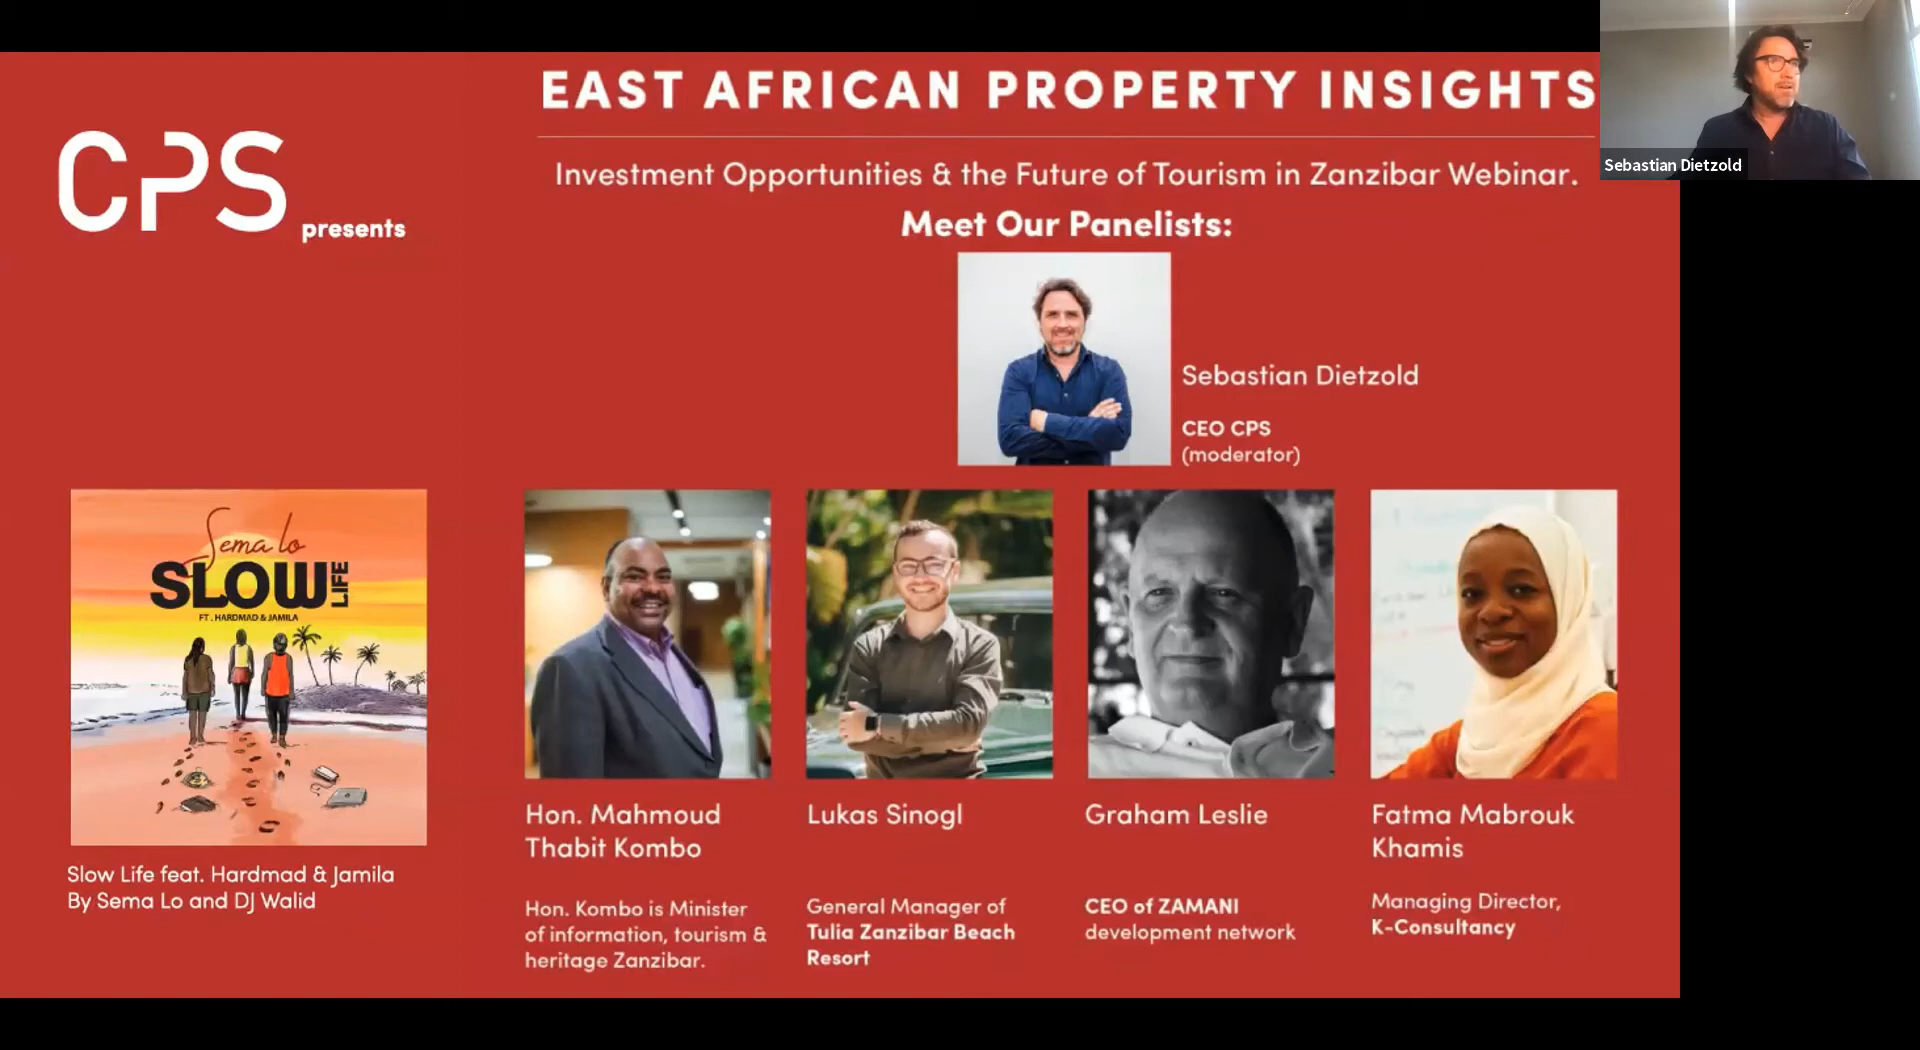 EAST AFRICAN PROPERTY INSIGHTS
Sebastian Dietzold
CPS presents
Investment Opportunities & the Future of Tourism in Zanzibar Webinar.
Meet Our Panelists:
Sebastian Dietzold
CEO CPS
(moderator)
Sema lo
SLOW LIFE
FT. HARDMAD & JAMILA
Slow Life feat. Hardmad & Jamila
By Sema Lo and DJ Walid
Hon. Mahmoud
Thabit Kombo
Hon. Kombo is Minister
of information, tourism &
heritage Zanzibar.
Lukas Sinogl
General Manager of
Tulia Zanzibar Beach
Resort
Graham Leslie
CEO of ZAMANI
development network
Fatma Mabrouk
Khamis
Managing Director,
K-Consultancy